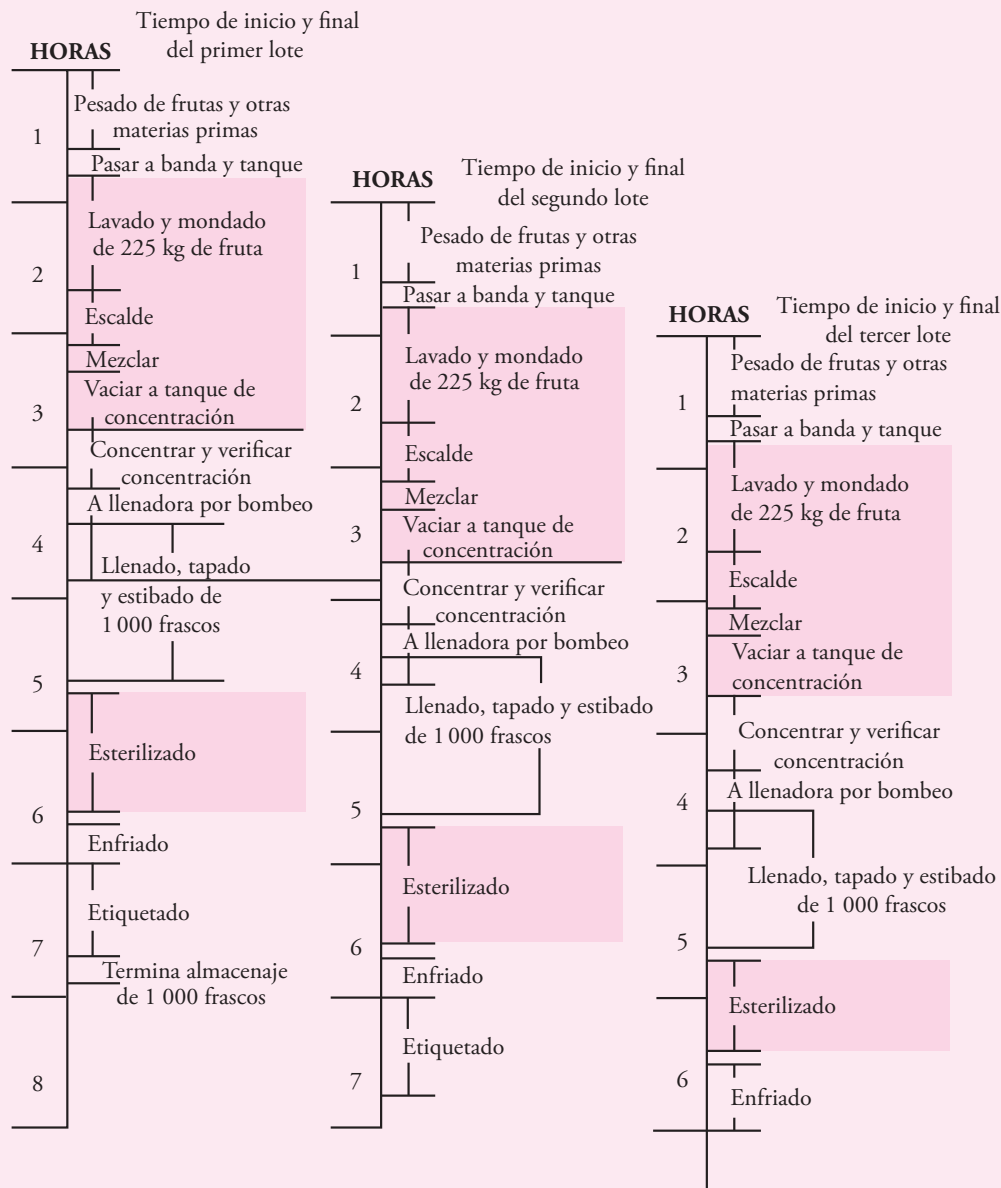 Tiempo de inicio y final
del primer lote
HORAS
Pesado de frutas y otras
materias primas
1
Pasar a banda y tanque
Lavado y mondado
de 225 kg de fruta
2
Escalde
Mezclar
Vaciar a tanque de
concentración
3
Concentrar y verificar
concentración
A llenadora por bombeo
4
Llenado, tapado
y estibado de
1 000 frascos
5
Esterilizado
6
Enfriado
Etiquetado
7
Termina almacenaje
de 1 000 frascos
8
Tiempo de inicio y final
del segundo lote
HORAS
Pesado de frutas y otras
materias primas
1
Pasar a banda y tanque
Lavado y mondado
de 225 kg de fruta
2
Escalde
Mezclar
Vaciar a tanque de
concentración
3
Concentrar y verificar
concentración
A llenadora por bombeo
4
Llenado, tapado y estibado
de 1 000 frascos
5
Esterilizado
6
Enfriado
Etiquetado
7
Tiempo de inicio y final
del tercer lote
HORAS
Pesado de frutas y otras
materias primas
1
Pasar a banda y tanque
Lavado y mondado
de 225 kg de fruta
2
Escalde
Mezclar
Vaciar a tanque de
concentración
3
Concentrar y verificar
concentración
A llenadora por bombeo
4
Llenado, tapado y estibado
de 1 000 frascos
5
Esterilizado
6
Enfriado